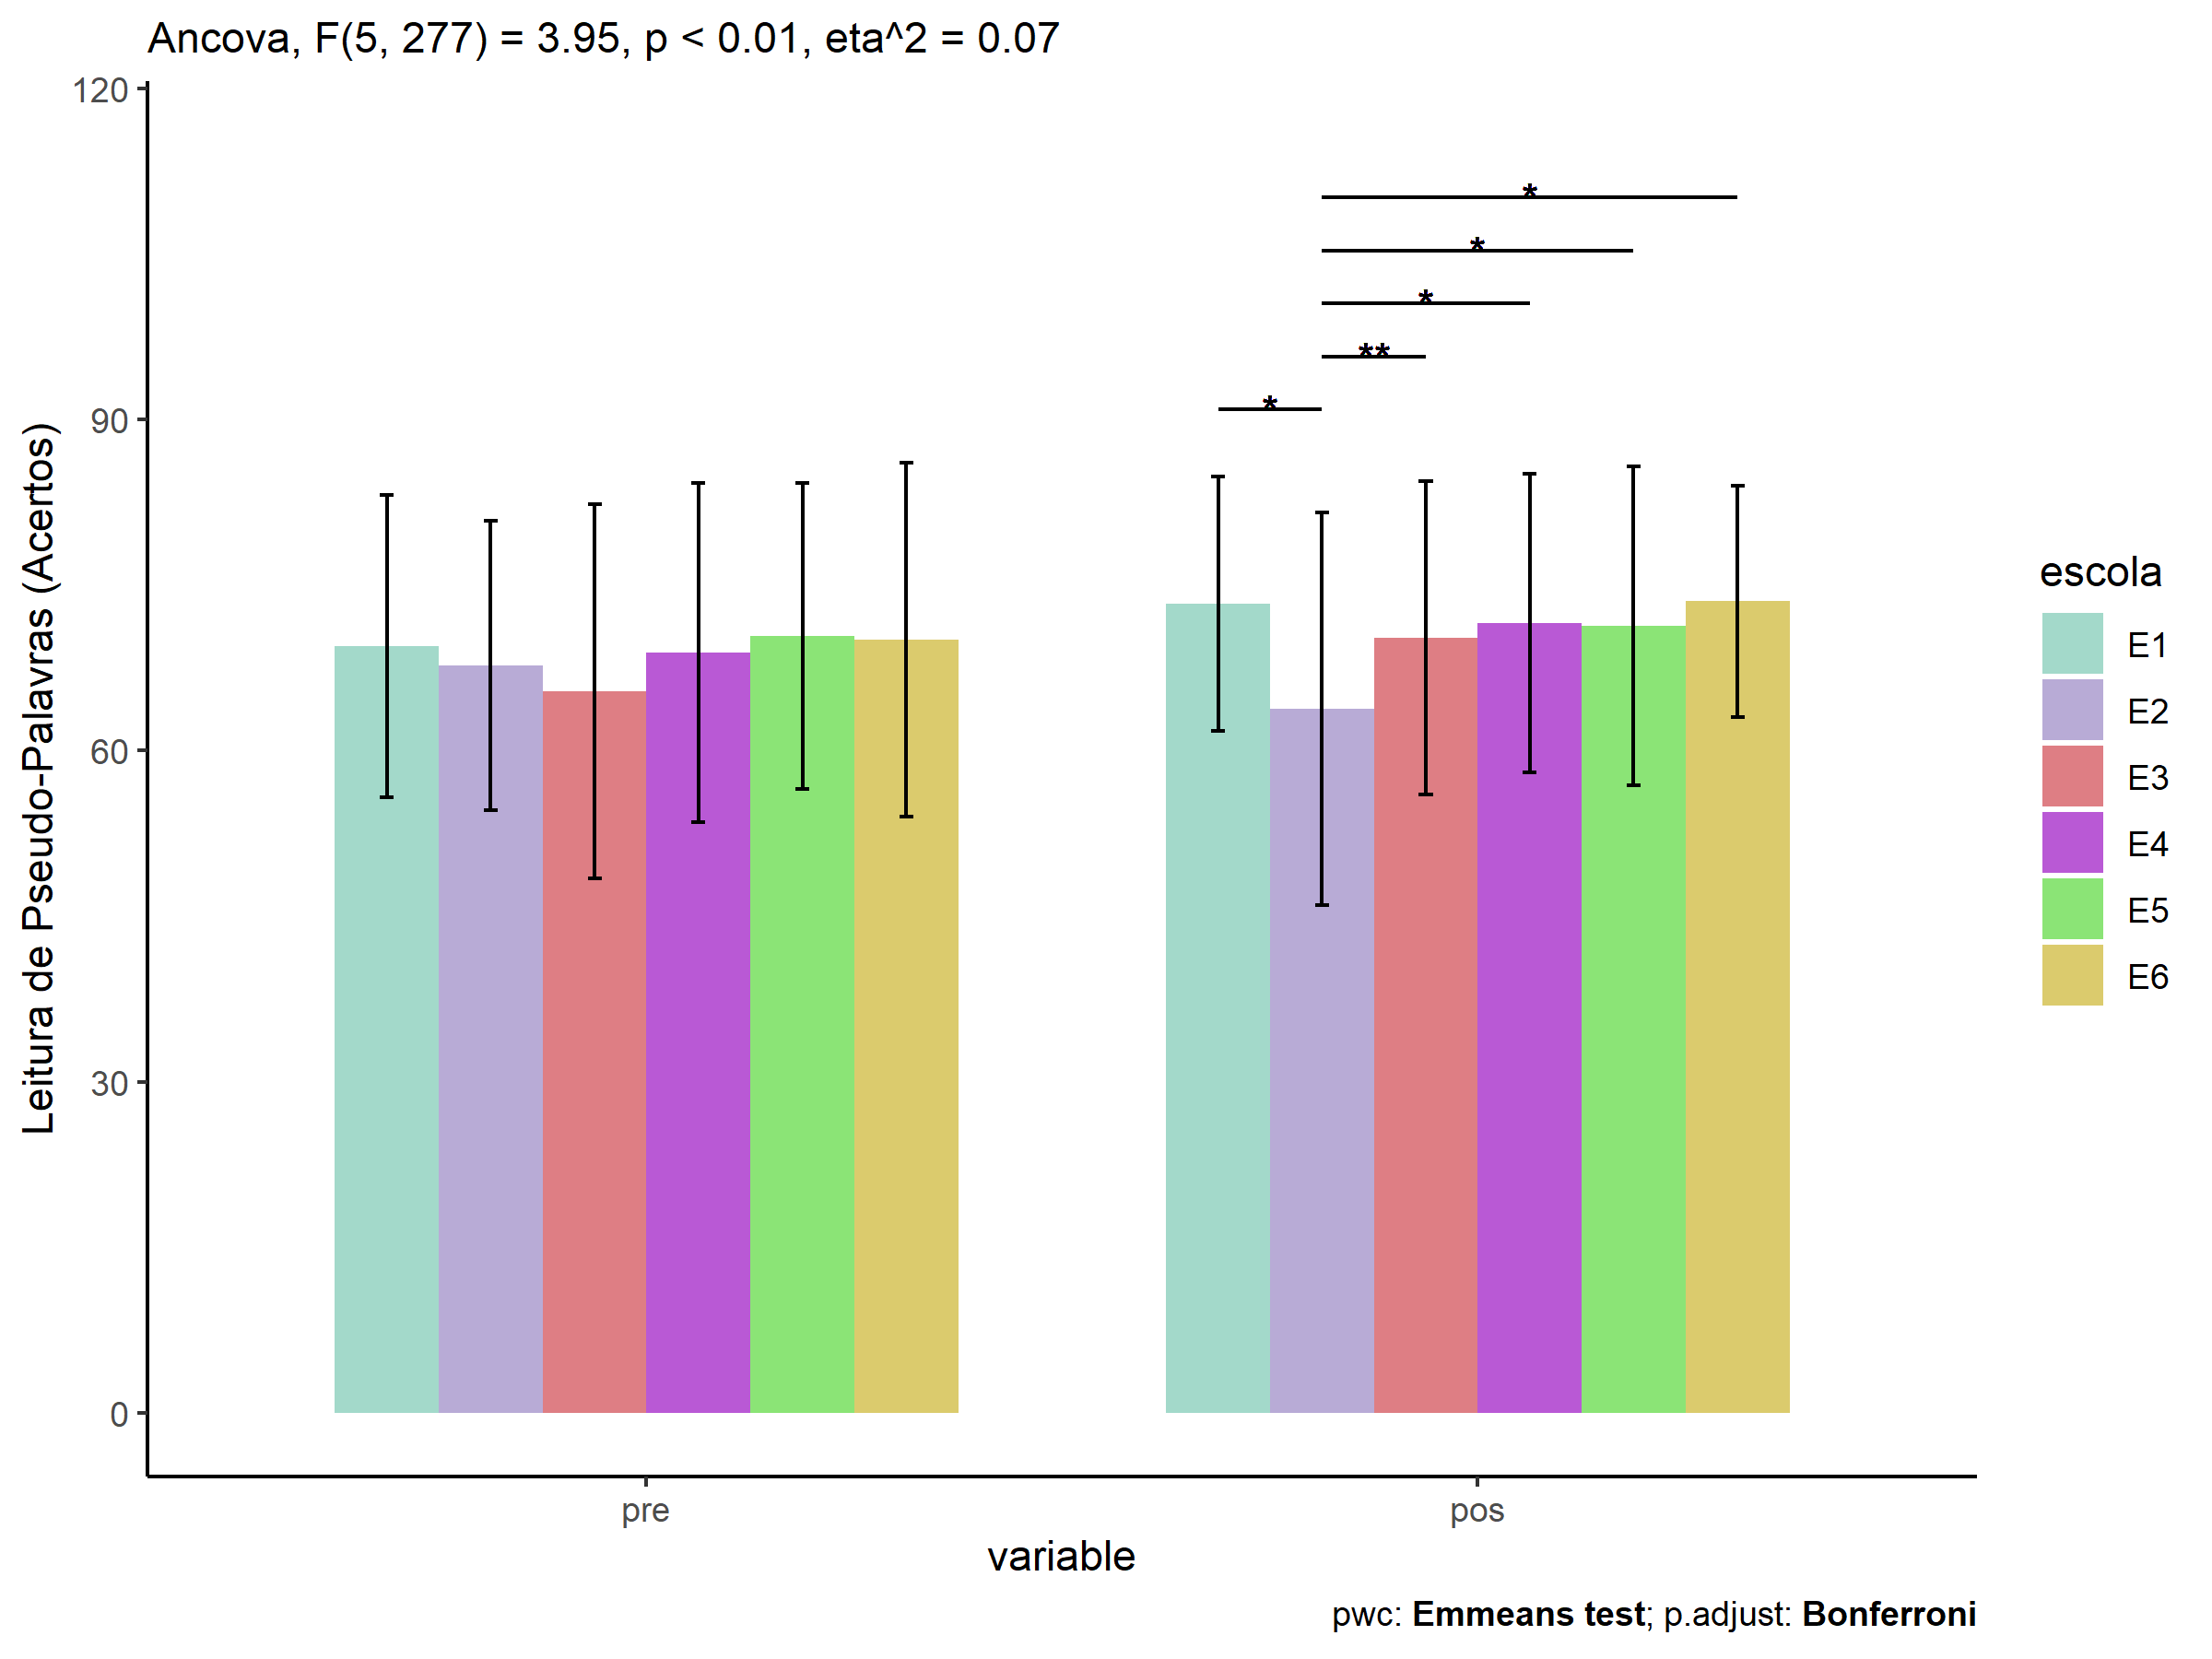 Ancova, F(5, 277) = 3.95, p < 0.01, eta^2 = 0.07
Leitura de Pseudo-Palavras (Acertos)
120
90
60
30
0
*
*
*
**
*
pre
pos
variable
escola
E1
E2
E3
E4
E5
E6
pwc: Emmeans test; p.adjust: Bonferroni